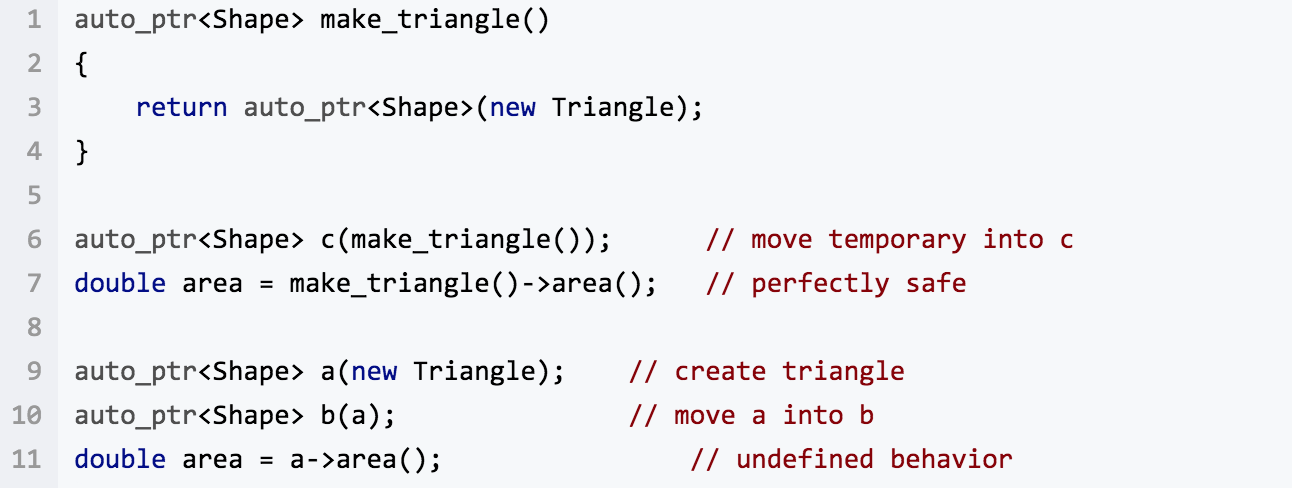 1 auto_ptr<Shape> make_triangle()
2 {
3     return auto_ptr<Shape>(new Triangle);
4 }
5
6 auto_ptr<Shape> c(make_triangle());      // move temporary into c
7 double area = make_triangle()->area();   // perfectly safe
8
9 auto_ptr<Shape> a(new Triangle);    // create triangle
10 auto_ptr<Shape> b(a);               // move a into b
11 double area = a->area();                // undefined behavior